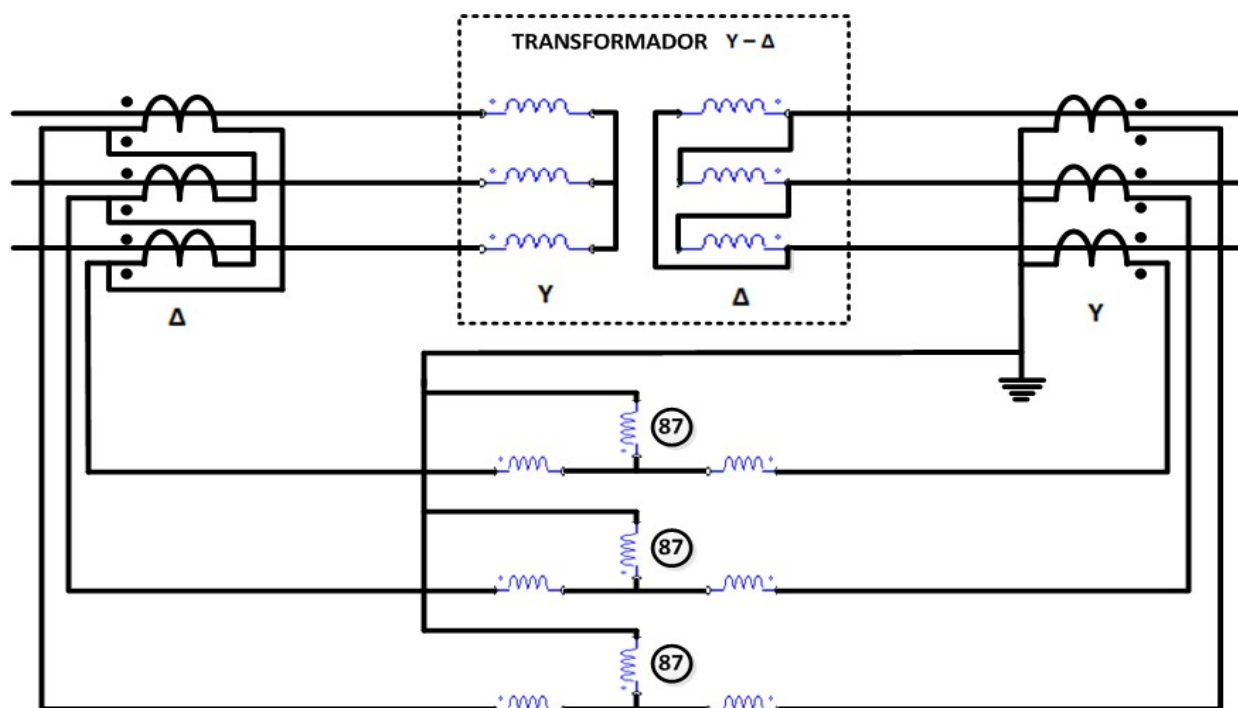 TRANSFORMADOR Y – Δ
Y
Δ
Δ
Y
87
87
87